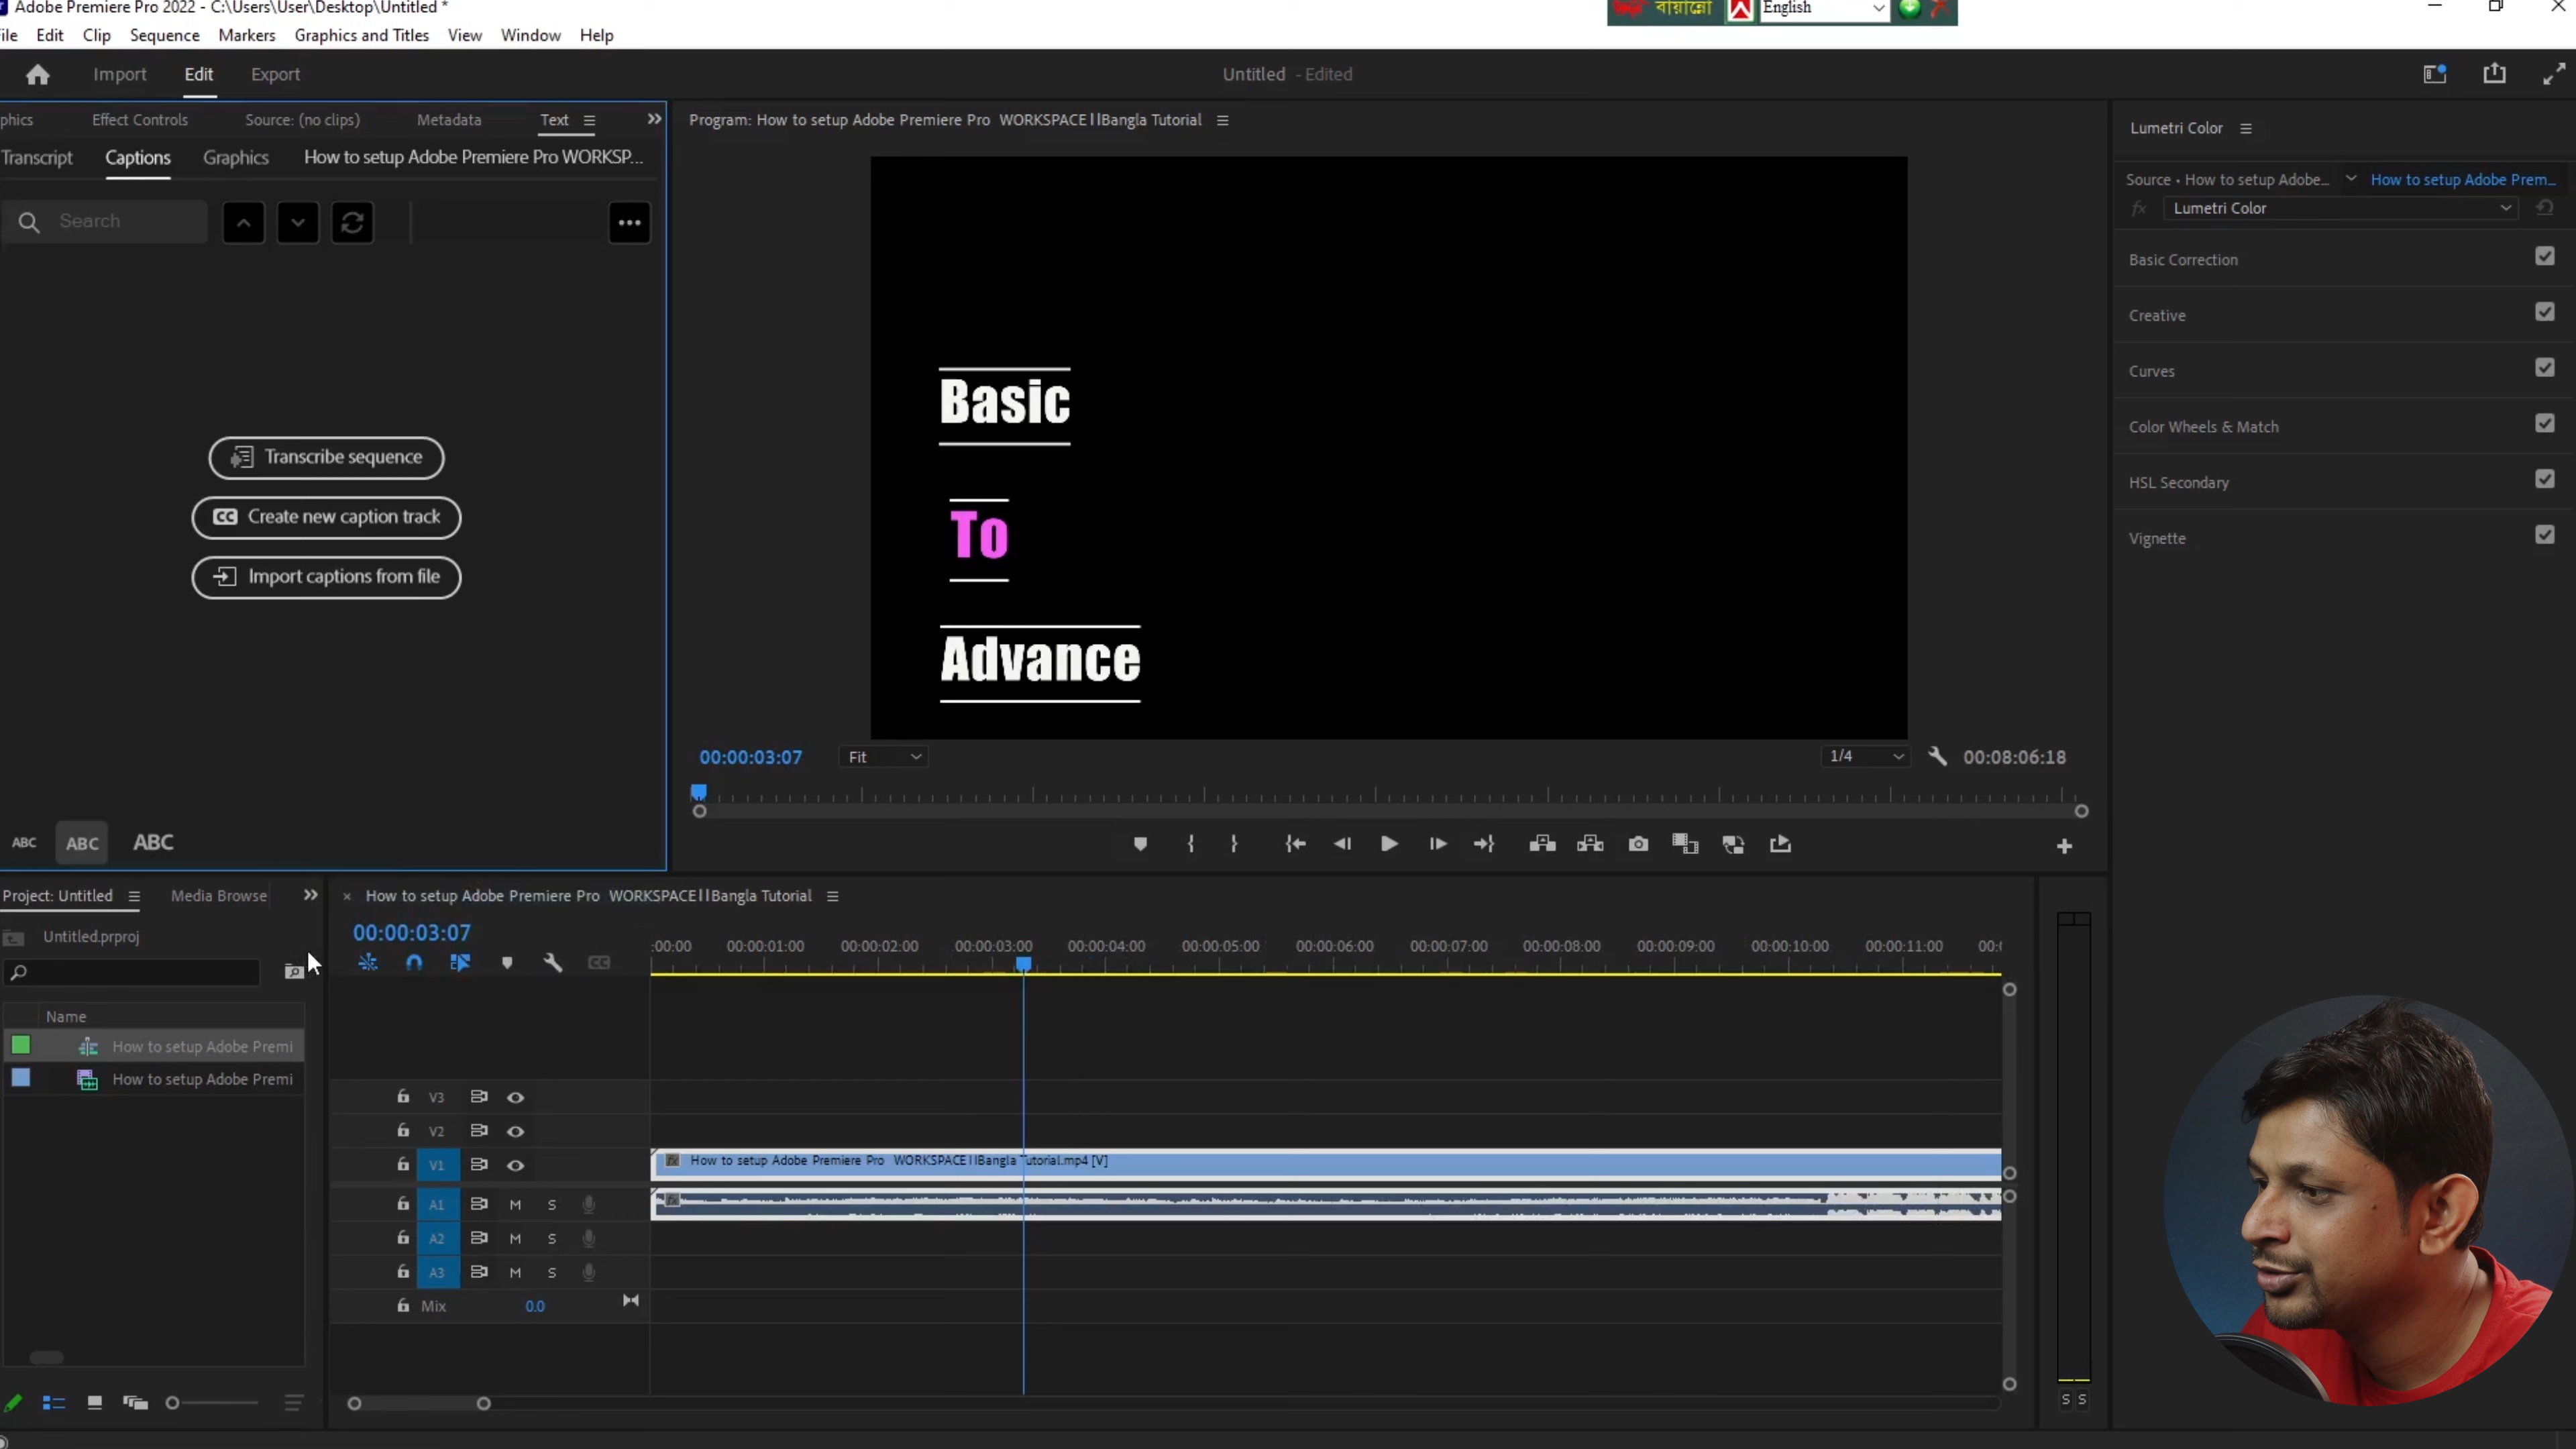 Adobe Premiere Pro 2022 - C:\Users\User\Desktop\Untitled *
বায়ান্নো English
ile Edit Clip Sequence Markers Graphics and Titles View Window Help
Import Edit Export
Untitled - Edited
phics Effect Controls Source: (no clips) Metadata Text
Transcript Captions Graphics How to setup Adobe Premiere Pro WORKSP...
Search
Transcribe sequence
CC Create new caption track
Import captions from file
ABC ABC ABC
Program: How to setup Adobe Premiere Pro WORKSPACE||Bangla Tutorial
Basic
To
Advance
00:00:03:07 Fit 1/4 00:08:06:18
Lumetri Color
Source • How to setup Adobe... How to setup Adobe Prem...
fx Lumetri Color
Basic Correction
Creative
Curves
Color Wheels & Match
HSL Secondary
Vignette
Project: Untitled Media Browse
Untitled.prproj
Name
How to setup Adobe Premi
How to setup Adobe Premi
How to setup Adobe Premiere Pro WORKSPACE||Bangla Tutorial
00:00:03:07
CC
:00:00 00:00:01:00 00:00:02:00 00:00:03:00 00:00:04:00 00:00:05:00 00:00:06:00 00:00:07:00 00:00:08:00 00:00:09:00 00:00:10:00 00:00:11:00 00:
V3
V2
V1 fx How to setup Adobe Premiere Pro WORKSPACE||Bangla Tutorial.mp4 [V]
A1 M S fx
A2 M S
A3 M S
Mix 0.0
S S